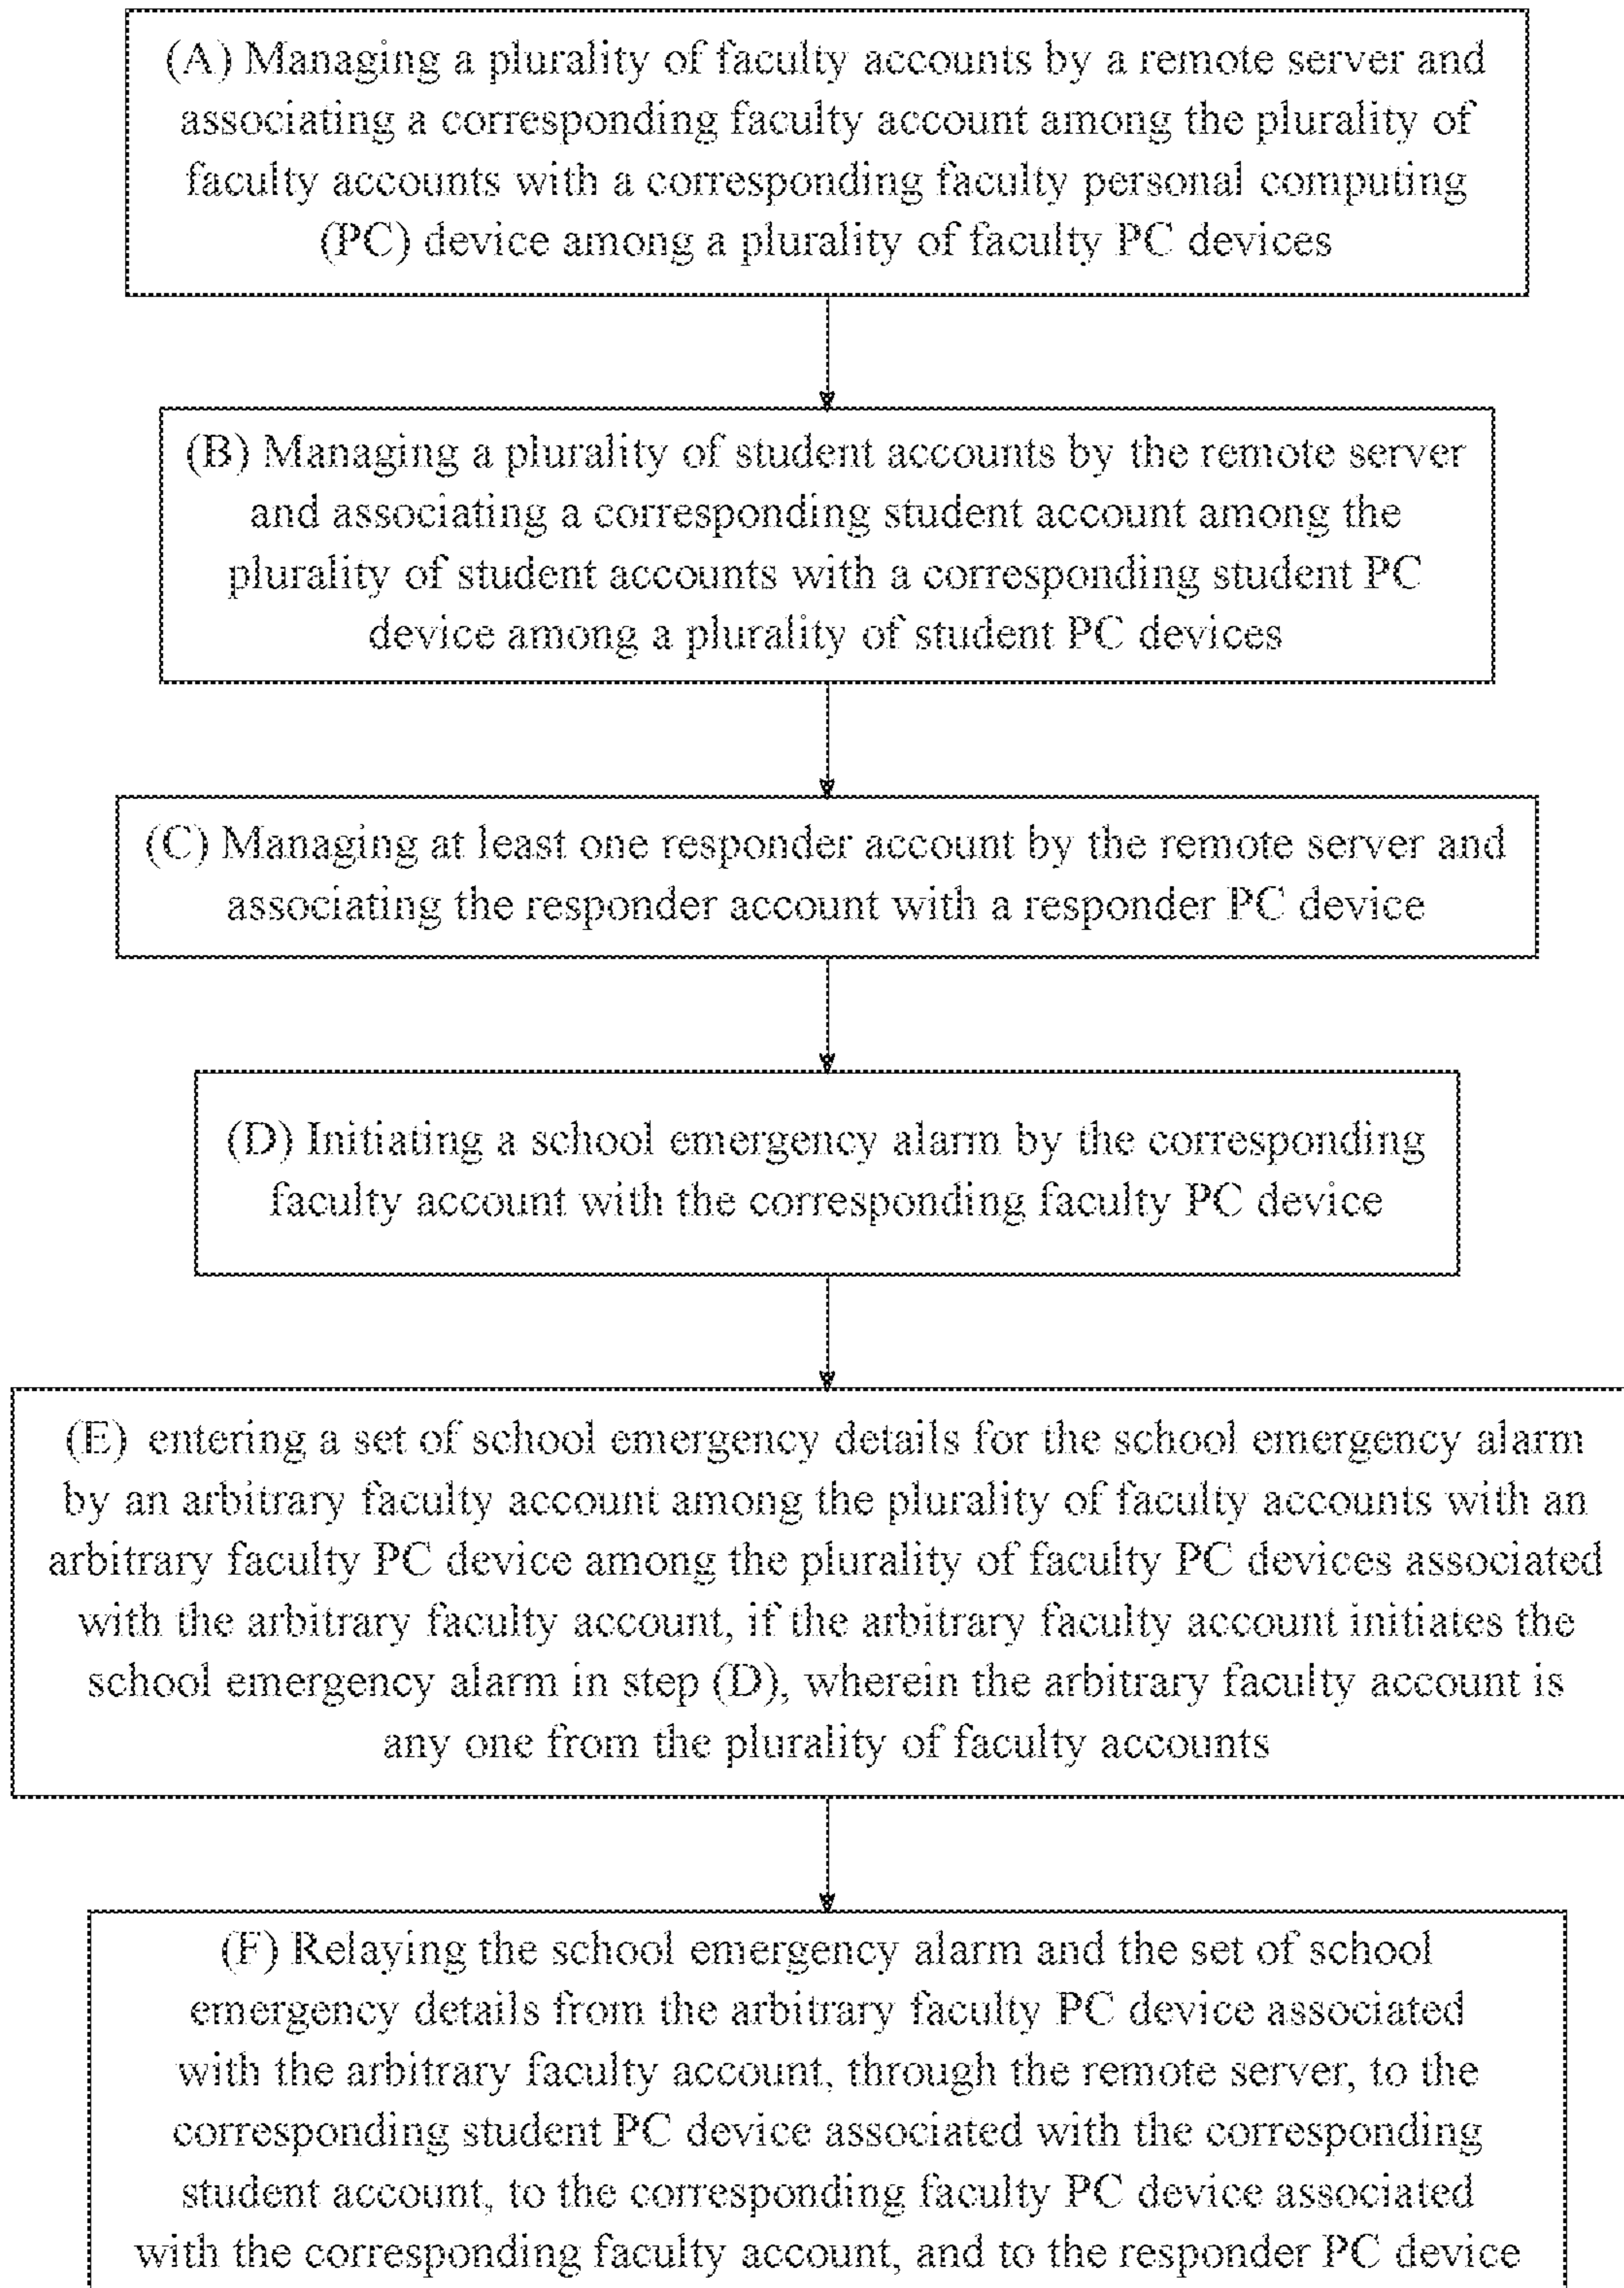 (A) Managing a plurality of faculty accounts by a remote server and
associating a corresponding faculty account among the plurality of
faculty accounts with a corresponding faculty personal computing
(PC) device among a plurality of faculty PC devices
(B) Managing a plurality of student accounts by the remote server
and associating a corresponding student account among the
plurality of student accounts with a corresponding student PC
device among a plurality of student PC devices
(C) Managing at least one responder account by the remote server and
associating the responder account with a responder PC device
(D) Initiating a school emergency alarm by the corresponding
faculty account with the corresponding faculty PC device
(E) entering a set of school emergency details for the school emergency alarm
by an arbitrary faculty account among the plurality of faculty accounts with an
arbitrary faculty PC device among the plurality of faculty PC devices associated
with the arbitrary faculty account, if the arbitrary faculty account initiates the
school emergency alarm in step (D), wherein the arbitrary faculty account is
any one from the plurality of faculty accounts
(F) Relaying the school emergency alarm and the set of school
emergency details from the arbitrary faculty PC device associated
with the arbitrary faculty account, through the remote server, to the
corresponding student PC device associated with the corresponding
student account, to the corresponding faculty PC device associated
with the corresponding faculty account, and to the responder PC device